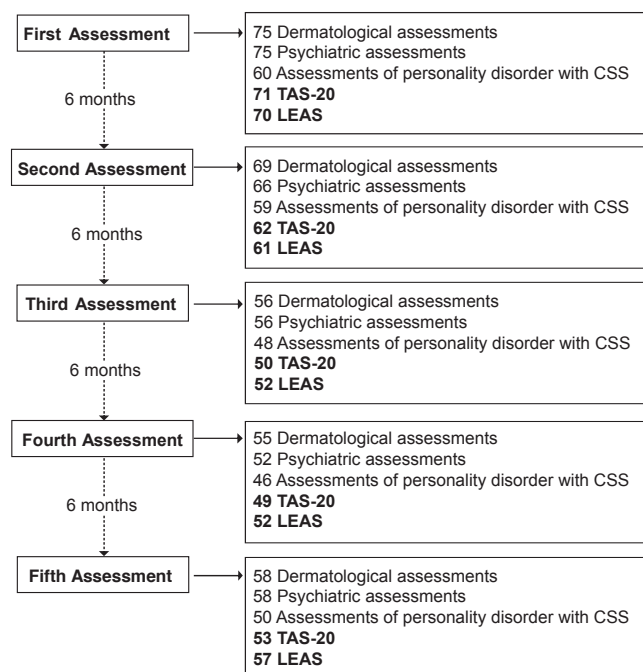 First Assessment
75 Dermatological assessments
75 Psychiatric assessments
60 Assessments of personality disorder with CSS
71 TAS-20
70 LEAS
6 months
Second Assessment
69 Dermatological assessments
66 Psychiatric assessments
59 Assessments of personality disorder with CSS
62 TAS-20
61 LEAS
6 months
Third Assessment
56 Dermatological assessments
56 Psychiatric assessments
48 Assessments of personality disorder with CSS
50 TAS-20
52 LEAS
6 months
Fourth Assessment
55 Dermatological assessments
52 Psychiatric assessments
46 Assessments of personality disorder with CSS
49 TAS-20
52 LEAS
6 months
Fifth Assessment
58 Dermatological assessments
58 Psychiatric assessments
50 Assessments of personality disorder with CSS
53 TAS-20
57 LEAS